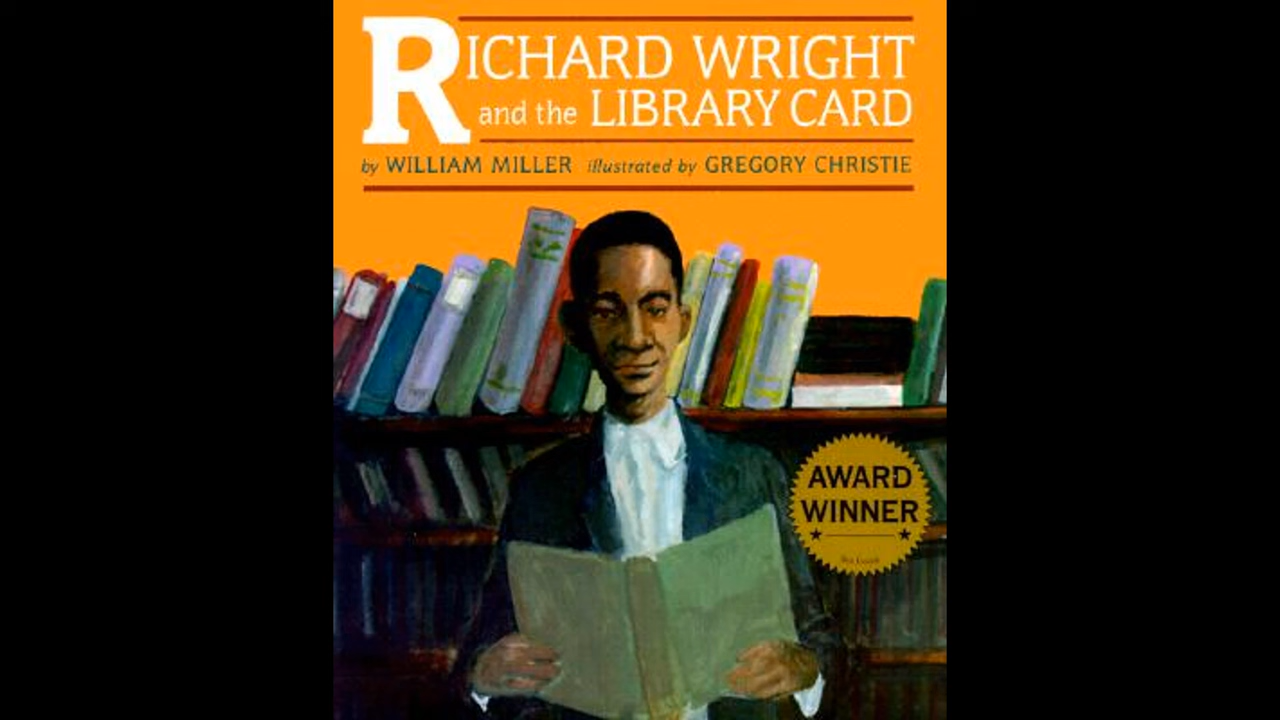 RICHARD WRIGHT
and the LIBRARY CARD
by WILLIAM MILLER illustrated by GREGORY CHRISTIE
AWARD
WINNER